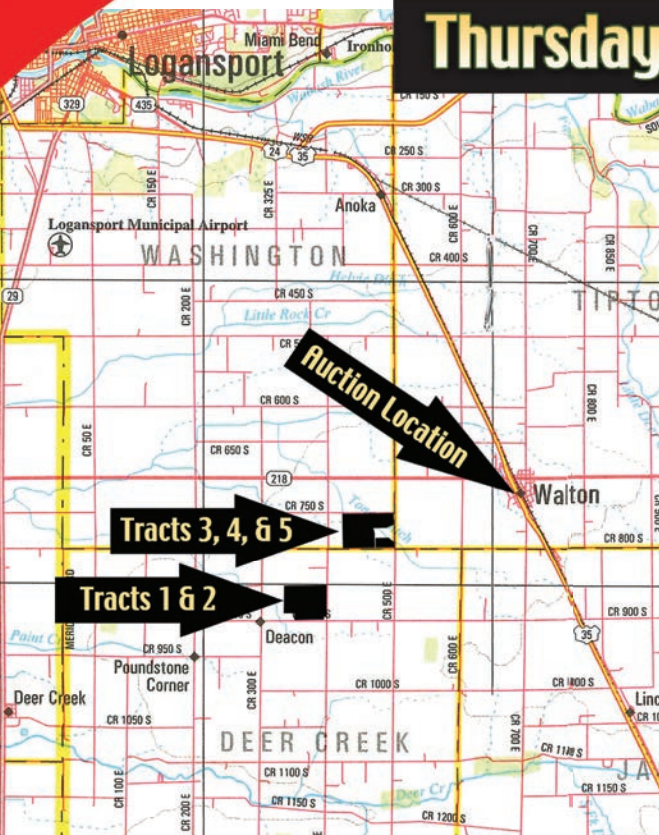 Thursday
Miami Bend
Logansport
Wabash River
329
435
CR 150 S
24
35
CR 250 S
CR 300 S
CR 150 E
CR 325 E
Anoka
CR 600 E
CR 700 E
CR 850 E
Logansport Municipal Airport
WASHINGTON
CR 400 S
29
CR 200 E
CR 450 S
Little Rock Cr
CR 600 S
Auction Location
CR 800 E
CR 50 E
CR 650 S
218
CR 750 S
Walton
Tracts 3, 4, & 5
CR 800 S
Tracts 1 & 2
CR 500 E
CR 900 S
Deacon
35
CR 950 S
Poundstone
Corner
CR 300 E
CR 600 E
CR 1000 S
Deer Creek
CR 1050 S
DEER CREEK
CR 700 E
CR 1100 S
CR 100 E
CR 200 E
Deer Cr
CR 1150 S
CR 1150 S
CR 1200 S